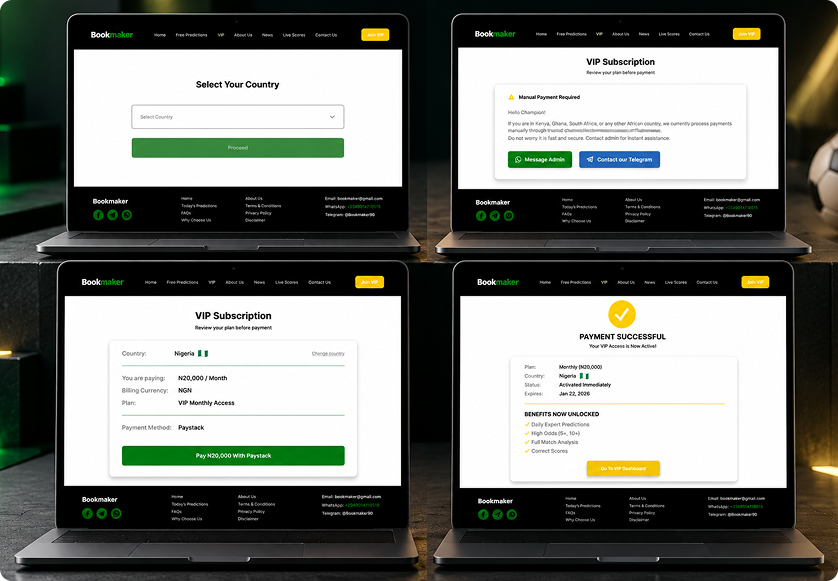 Bookmaker
Home Free Predictions VIP About Us News Live Scores Contact Us
Join VIP
Select Your Country
Select Country
Proceed
Bookmaker
Home
Today's Predictions
FAQs
Why Choose Us
About Us
Terms & Conditions
Privacy Policy
Disclaimer
Email: bookmaker@gmail.com
WhatsApp:
Telegram: @Bookmaker90
Bookmaker
Home Free Predictions VIP About Us News Live Scores Contact Us
Join VIP
VIP Subscription
Review your plan before payment
Manual Payment Required
Hello Champion!
If you are in Kenya, Ghana, South Africa, or any other African country, we currently process payments
manually through trusted
Do not worry it is fast and secure. Contact admin for instant assistance.
Message Admin
Contact our Telegram
Bookmaker
Home
Today's Predictions
FAQs
Why Choose Us
About Us
Terms & Conditions
Privacy Policy
Disclaimer
Email: bookmaker@gmail.com
WhatsApp:
Telegram: @Bookmaker90
Bookmaker
Home Free Predictions VIP About Us News Live Scores Contact Us
Join VIP
VIP Subscription
Review your plan before payment
Country: Nigeria
Change country
You are paying: N20,000 / Month
Billing Currency: NGN
Plan: VIP Monthly Access
Payment Method: Paystack
Pay N20,000 With Paystack
Bookmaker
Home
Today's Predictions
FAQs
Why Choose Us
About Us
Terms & Conditions
Privacy Policy
Disclaimer
Email: bookmaker@gmail.com
WhatsApp:
Telegram: @Bookmaker90
Bookmaker
Home Free Predictions VIP About Us News Live Scores Contact Us
Join VIP
PAYMENT SUCCESSFUL
Your VIP Access is Now Active!
Plan: Monthly (N20,000)
Country: Nigeria
Status: Activated Immediately
Expires: Jan 22, 2026
BENEFITS NOW UNLOCKED
Daily Expert Predictions
High Odds (5+, 10+)
Full Match Analysis
Correct Scores
Go To VIP Dashboard
Bookmaker
Home
Today's Predictions
FAQs
Why Choose Us
About Us
Terms & Conditions
Privacy Policy
Disclaimer
Email: bookmaker@gmail.com
WhatsApp:
Telegram: @Bookmaker90